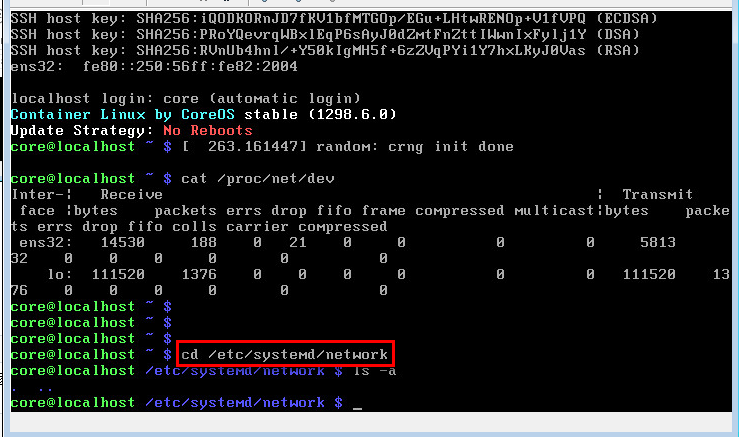 SSH host key: SHA256:iQODKORnJD7fRV1bfMTGOp/EGu+LHtwRENOp+V1fVPQ (ECDSA)
SSH host key: SHA256:PRoYQevrqWBxlEqP6sAyJ0dZmtFnZttIWwnIxFylj1Y (DSA)
SSH host key: SHA256:RVnUb4hnl/+Y50kIgMH5f+6zZVqPYi1Y7hxLKyJ0Vas (RSA)
ens32:  fe80::250:56ff:fe82:2004
localhost login: core (automatic login)
Container Linux by CoreOS stable (1298.6.0)
Update Strategy: No Reboots
core@localhost ~ $ [  263.161447] random: crng init done
core@localhost ~ $ cat /proc/net/dev
Inter-¦   Receive                                                ¦  Transmit
 face ¦bytes    packets errs drop fifo frame compressed multicast¦bytes    packe
ts errs drop fifo colls carrier compressed
 ens32:   14530     188    0   21    0     0          0         0     5813
32    0    0    0     0       0          0
    lo:  111520    1376    0    0    0     0          0         0   111520    13
76    0    0    0     0       0          0
core@localhost ~ $
core@localhost ~ $
core@localhost ~ $
core@localhost ~ $ cd /etc/systemd/network
core@localhost /etc/systemd/network $ ls -a
.  ..
core@localhost /etc/systemd/network $ _